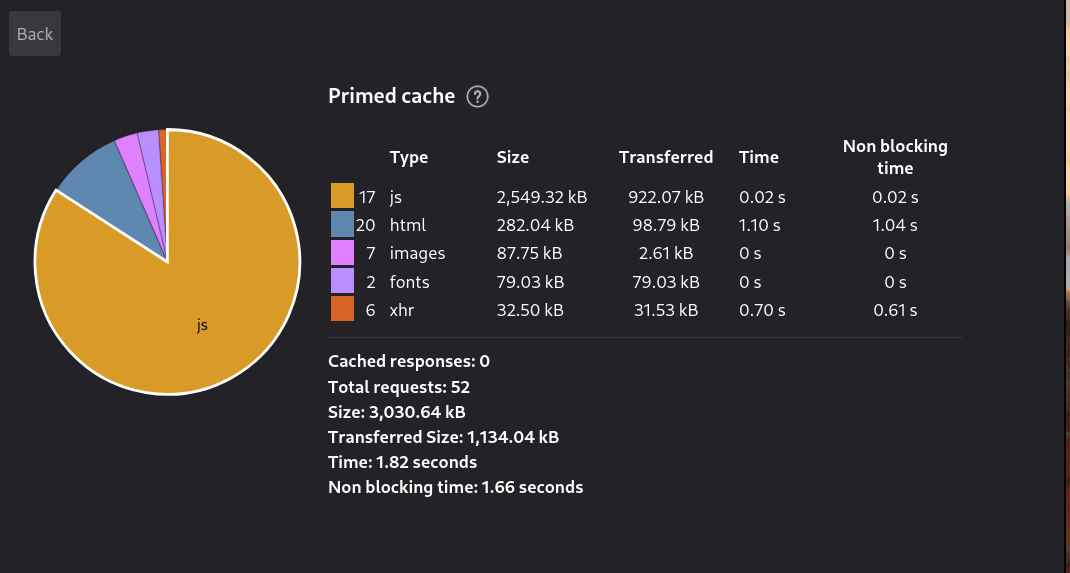 Back
Primed cache ?
Type Size Transferred Time Non blocking time
17 js 2,549.32 kB 922.07 kB 0.02 s 0.02 s
20 html 282.04 kB 98.79 kB 1.10 s 1.04 s
7 images 87.75 kB 2.61 kB 0 s 0 s
2 fonts 79.03 kB 79.03 kB 0 s 0 s
6 xhr 32.50 kB 31.53 kB 0.70 s 0.61 s
js
Cached responses: 0
Total requests: 52
Size: 3,030.64 kB
Transferred Size: 1,134.04 kB
Time: 1.82 seconds
Non blocking time: 1.66 seconds